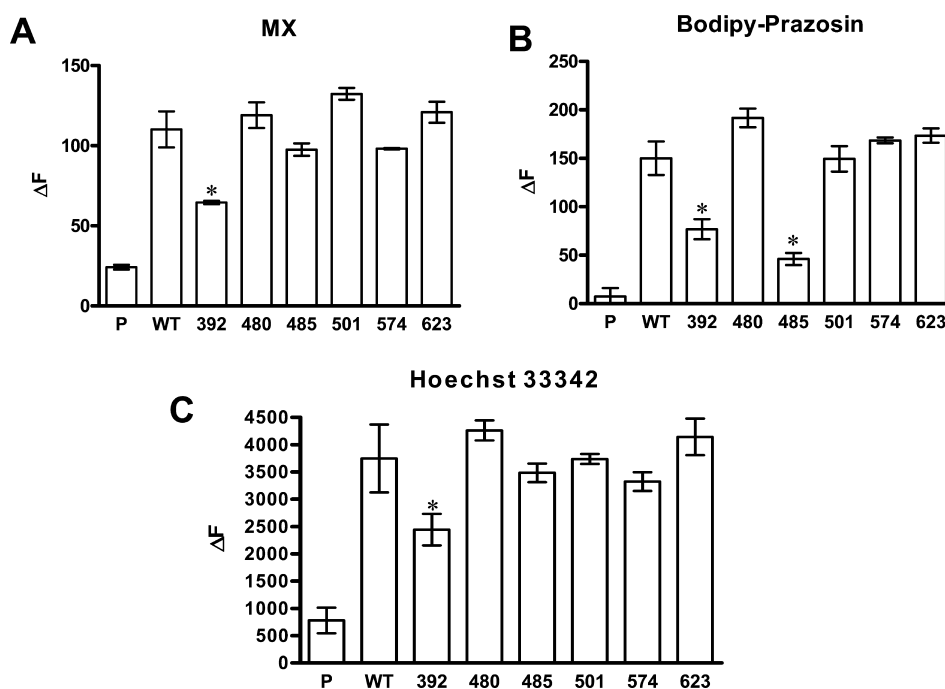 A
MX
150
100
50
0
ΔF
*
P WT 392 480 485 501 574 623
B
Bodipy-Prazosin
250
200
150
100
50
0
ΔF
*
*
P WT 392 480 485 501 574 623
C
Hoechst 33342
4500
4000
3500
3000
2500
2000
1500
1000
500
0
ΔF
*
P WT 392 480 485 501 574 623